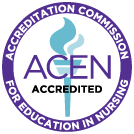 ACCREDITATION COMMISSION
ACEN
ACCREDITED
FOR EDUCATION IN NURSING